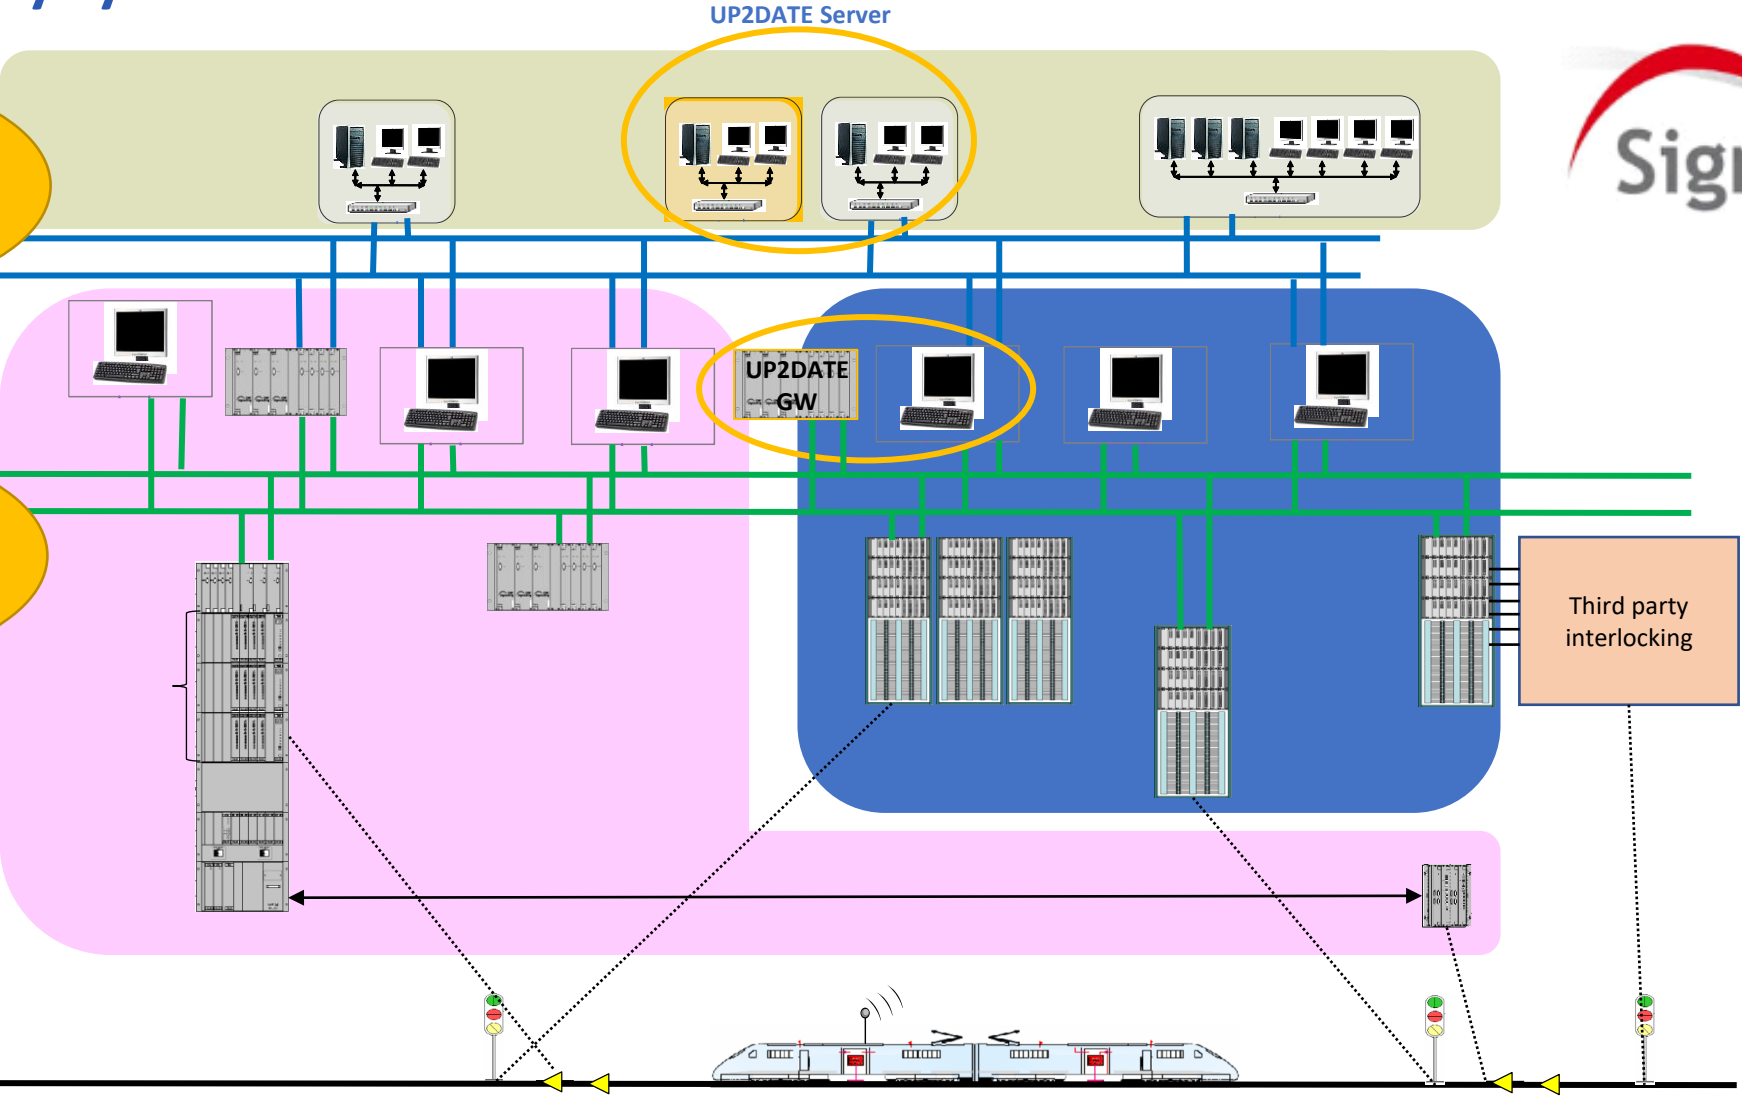 UP2DATE Server
Sig
UP2DATE
GW
Third party
interlocking